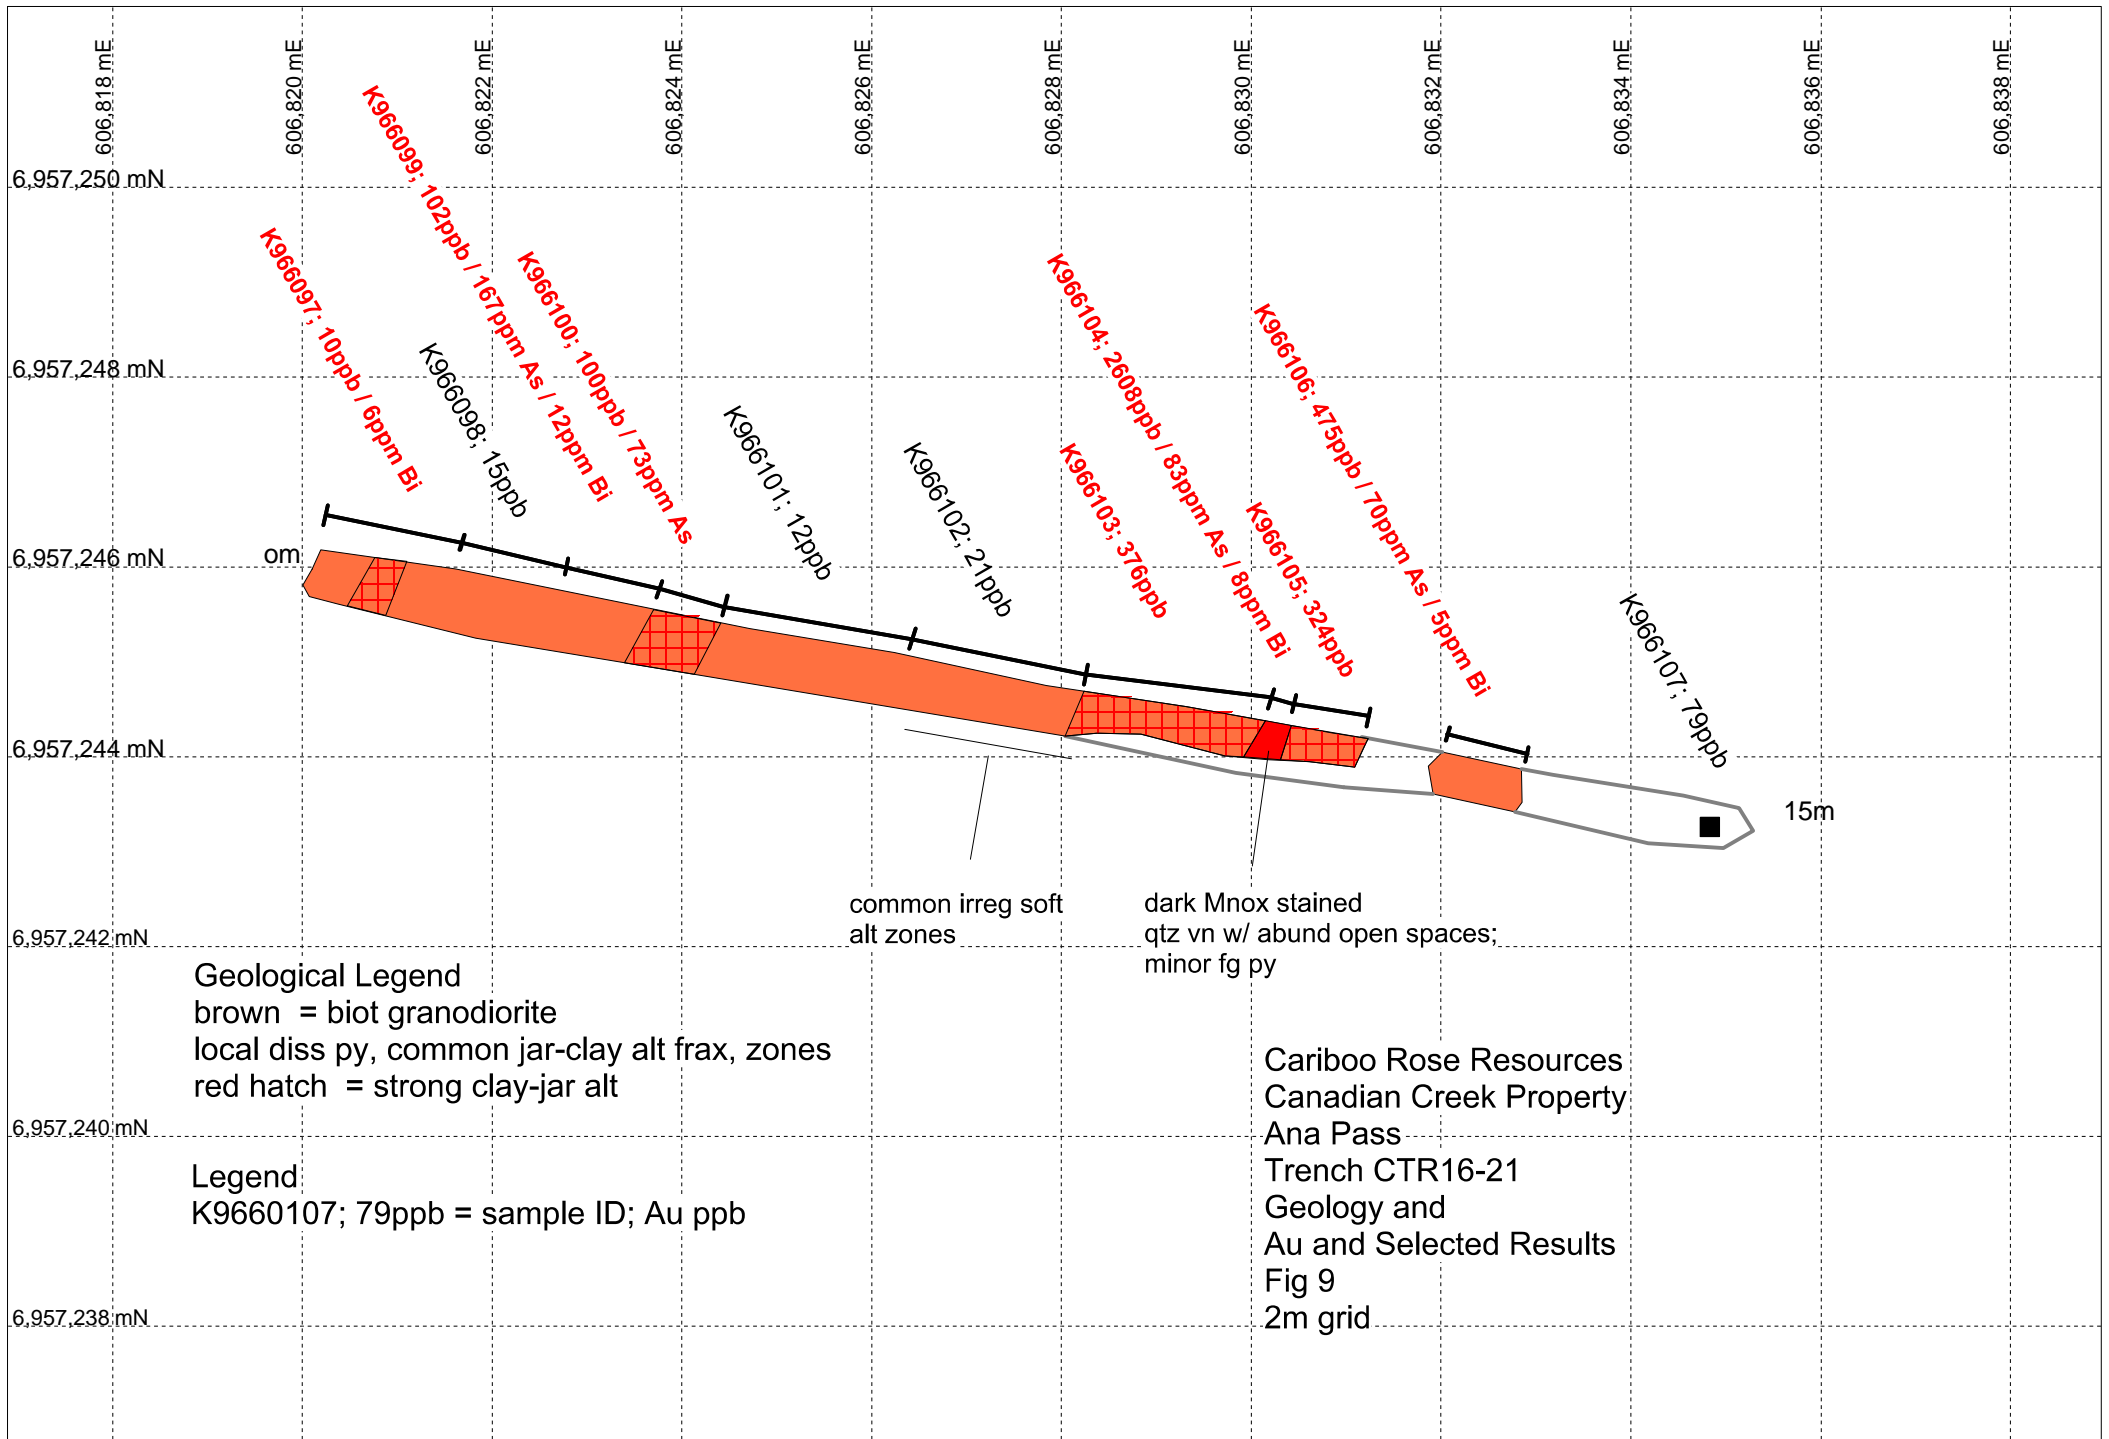 606,818 mE
606,820 mE
606,822 mE
606,824 mE
606,826 mE
606,828 mE
606,830 mE
606,832 mE
606,834 mE
606,836 mE
606,838 mE
6,957,250 mN
6,957,248 mN
6,957,246 mN
6,957,244 mN
6,957,242 mN
6,957,240 mN
6,957,238 mN
K966097; 10ppb / 6ppm Bi
K966098; 15ppb
K966099; 102ppb / 167ppm As / 12ppm Bi
K966100; 100ppb / 73ppm As
K966101; 12ppb
K966102; 21ppb
K966103; 376ppb
K966104; 2608ppb / 83ppm As / 8ppm Bi
K966105; 324ppb
K966106; 475ppb / 70ppm As / 5ppm Bi
K966107; 79ppb
om
15m
common irreg soft
alt zones
dark Mnox stained
qtz vn w/ abund open spaces;
minor fg py
Geological Legend
brown = biot granodiorite
local diss py, common jar-clay alt frax, zones
red hatch = strong clay-jar alt
Legend
K9660107; 79ppb = sample ID; Au ppb
Cariboo Rose Resources
Canadian Creek Property
Ana Pass
Trench CTR16-21
Geology and
Au and Selected Results
Fig 9
2m grid